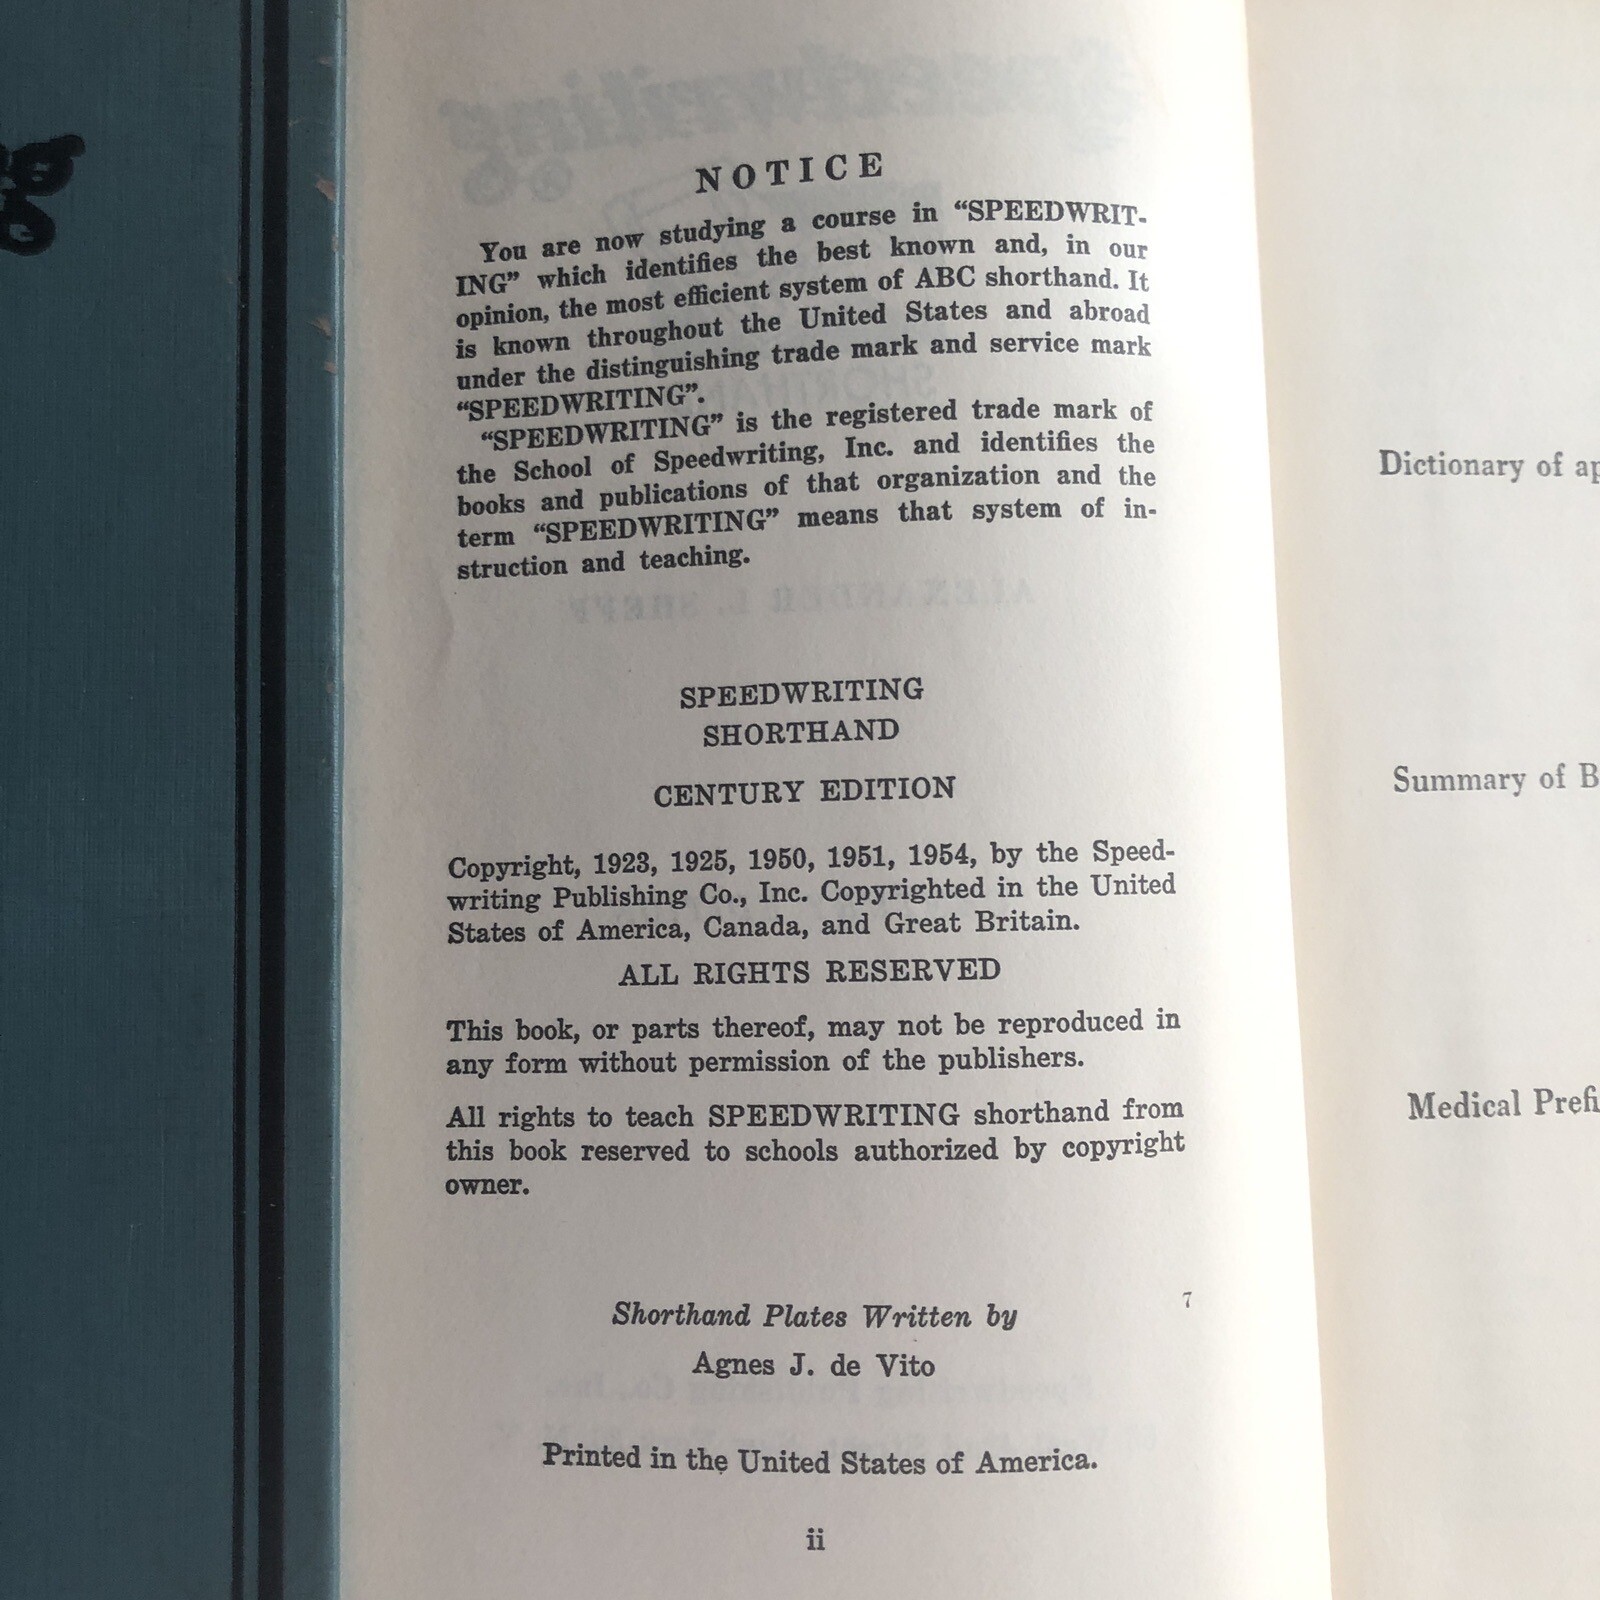 NOTICE
You are now studying a course in “SPEEDWRIT-
ING” which identifies the best known and, in our
opinion, the most efficient system of ABC shorthand. It
is known throughout the United States and abroad
under the distinguishing trade mark and service mark
“SPEEDWRITING”.
“SPEEDWRITING” is the registered trade mark of
the School of Speedwriting, Inc. and identifies the
books and publications of that organization and the
term “SPEEDWRITING” means that system of in-
struction and teaching.
SPEEDWRITING
SHORTHAND
CENTURY EDITION
Copyright, 1923, 1925, 1950, 1951, 1954, by the Speed-
writing Publishing Co., Inc. Copyrighted in the United
States of America, Canada, and Great Britain.
ALL RIGHTS RESERVED
This book, or parts thereof, may not be reproduced in
any form without permission of the publishers.
All rights to teach SPEEDWRITING shorthand from
this book reserved to schools authorized by copyright
owner.
7
Shorthand Plates Written by
Agnes J. de Vito
Printed in the United States of America.
ii
Dictionary of
Summary of
Medical